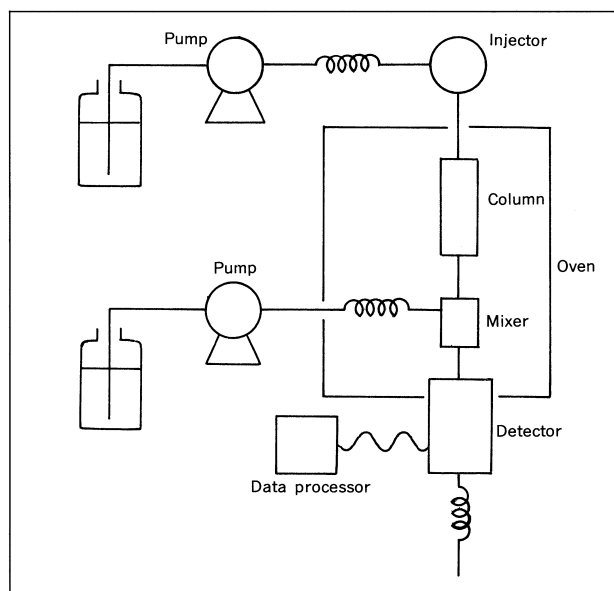 Pump
Injector
Column
Pump
Oven
Mixer
Detector
Data processor